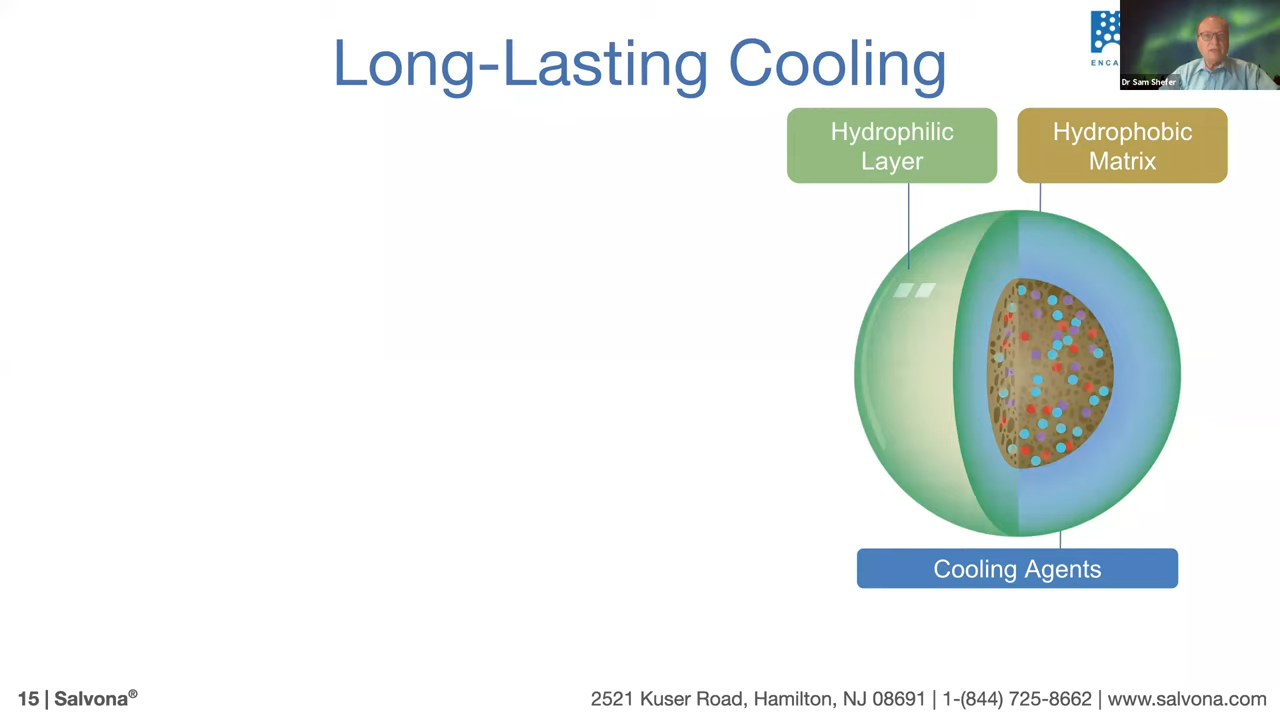 Long-Lasting Cooling
ENCA
Dr Sam Shefer
Hydrophilic
Layer
Hydrophobic
Matrix
Cooling Agents
15 | Salvona®
2521 Kuser Road, Hamilton, NJ 08691 | 1-(844) 725-8662 | www.salvona.com